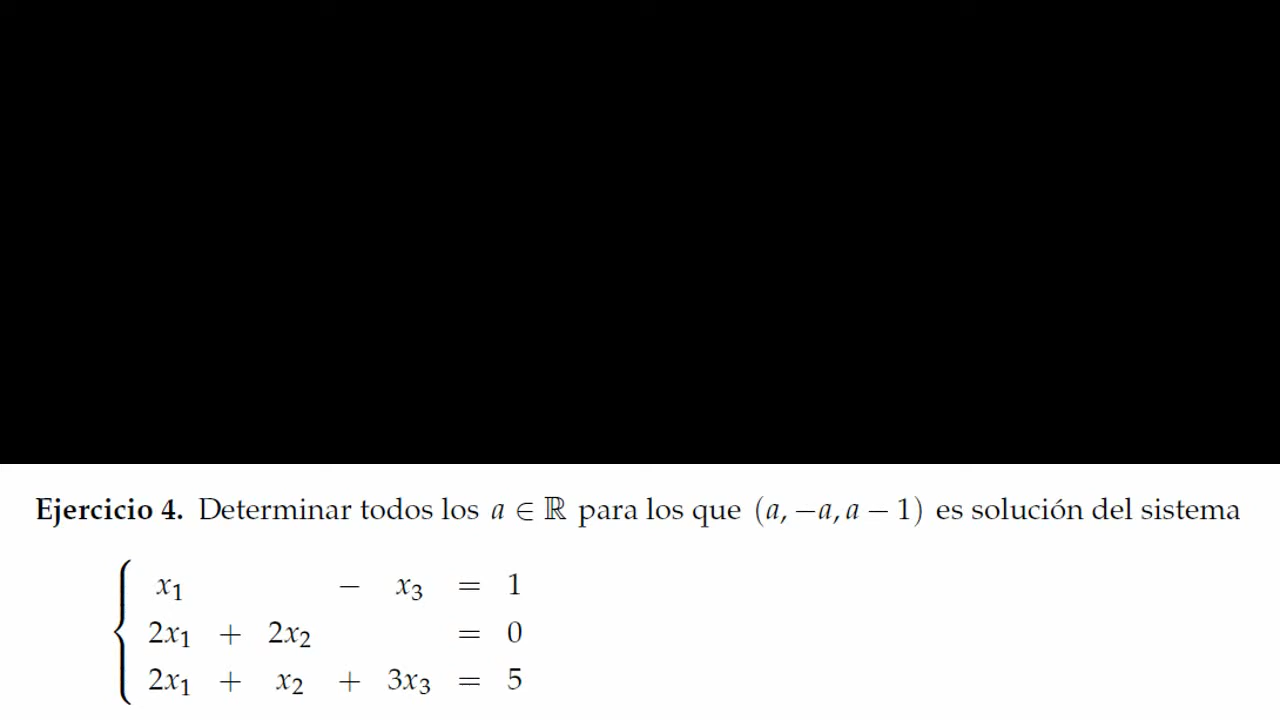 Ejercicio 4. Determinar todos los a ∈ ℝ para los que (a, −a, a − 1) es solución del sistema
x₁ − x₃ = 1
2x₁ + 2x₂ = 0
2x₁ + x₂ + 3x₃ = 5